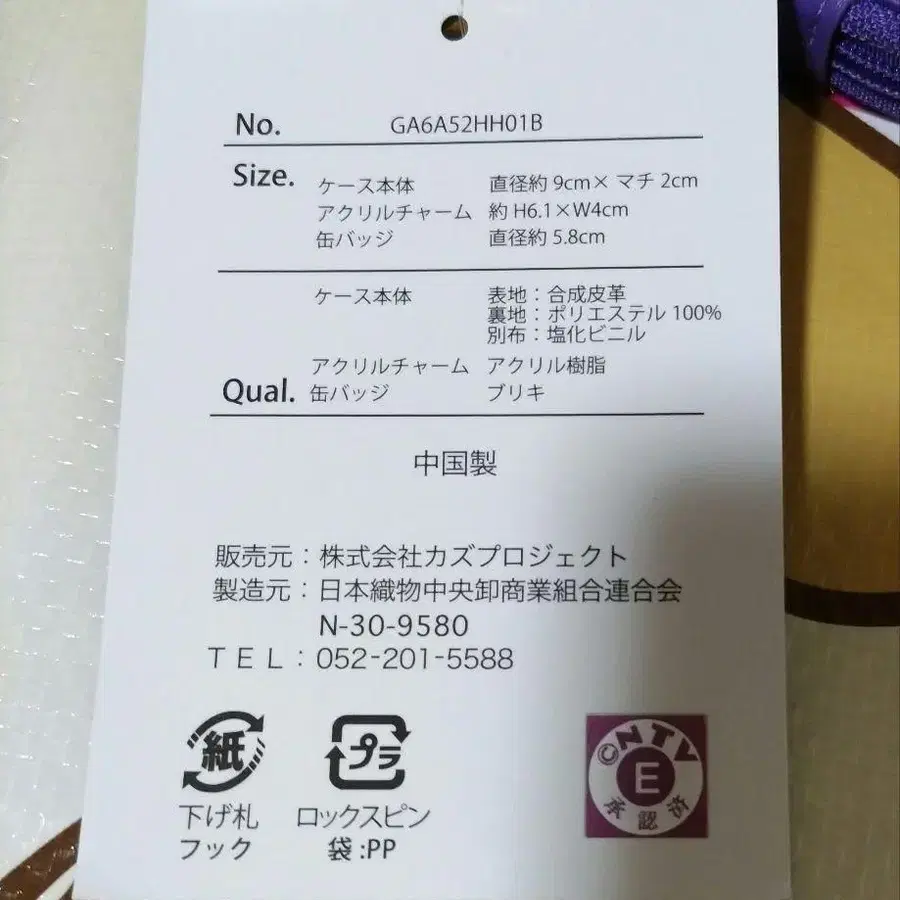 No. GA6A52HH01B
Size. ケース本体 直径約 9cm× マチ 2cm
アクリルチャーム 約 H6.1×W4cm
缶バッジ 直径約 5.8cm
ケース本体 表地：合成皮革
裏地：ポリエステル 100%
別布：塩化ビニル
アクリルチャーム アクリル樹脂
Qual. 缶バッジ ブリキ
中国製
販売元：株式会社カズプロジェクト
製造元：日本織物中央卸商業組合連合会
N-30-9580
ＴＥＬ：052-201-5588
紙
プラ
下げ札
フック
ロックスピン
袋 :PP
©NTV
E
承認済